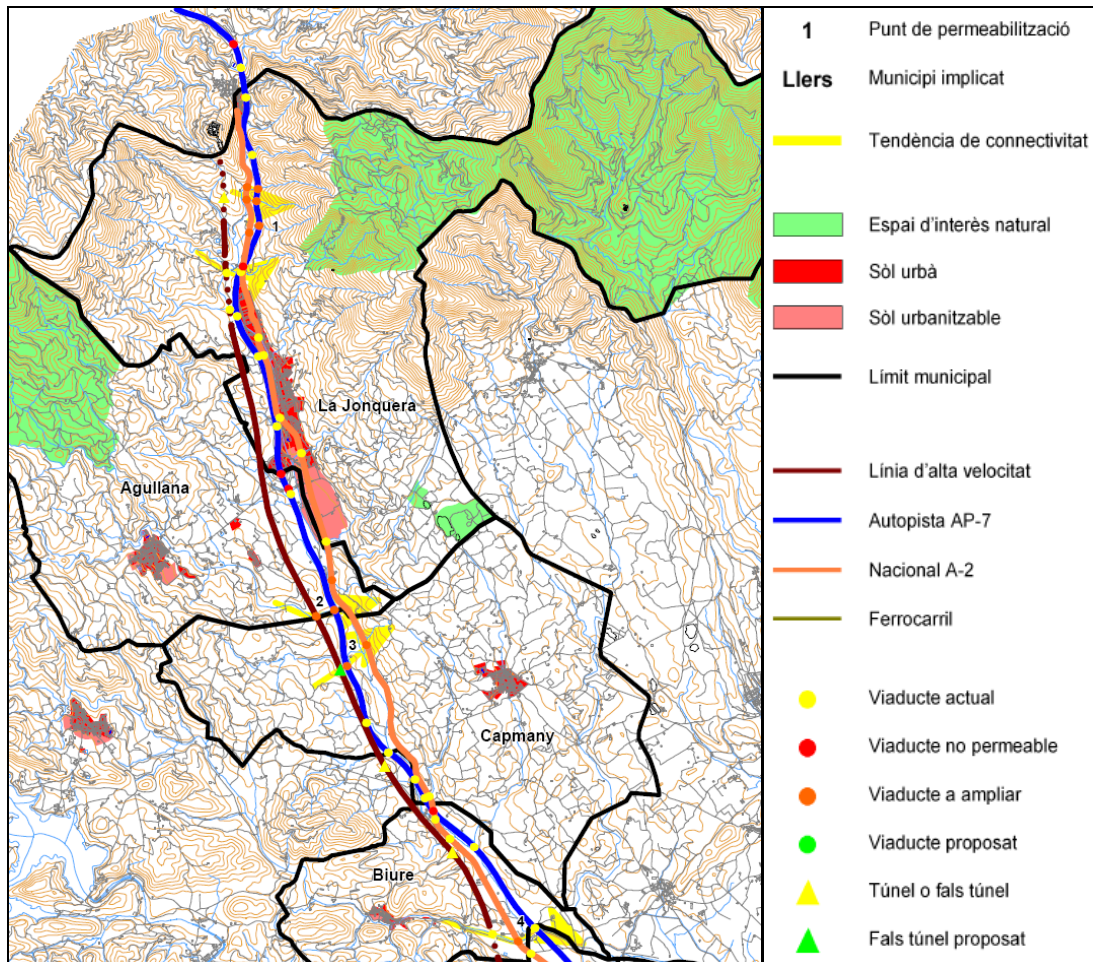 1
La Jonquera
Agullana
2
3
Capmany
Biure
4
1 Punt de permeabilització
Llers Municipi implicat
Tendència de connectivitat
Espai d'interès natural
Sòl urbà
Sòl urbanitzable
Límit municipal
Línia d'alta velocitat
Autopista AP-7
Nacional A-2
Ferrocarril
Viaducte actual
Viaducte no permeable
Viaducte a ampliar
Viaducte proposat
Túnel o fals túnel
Fals túnel proposat